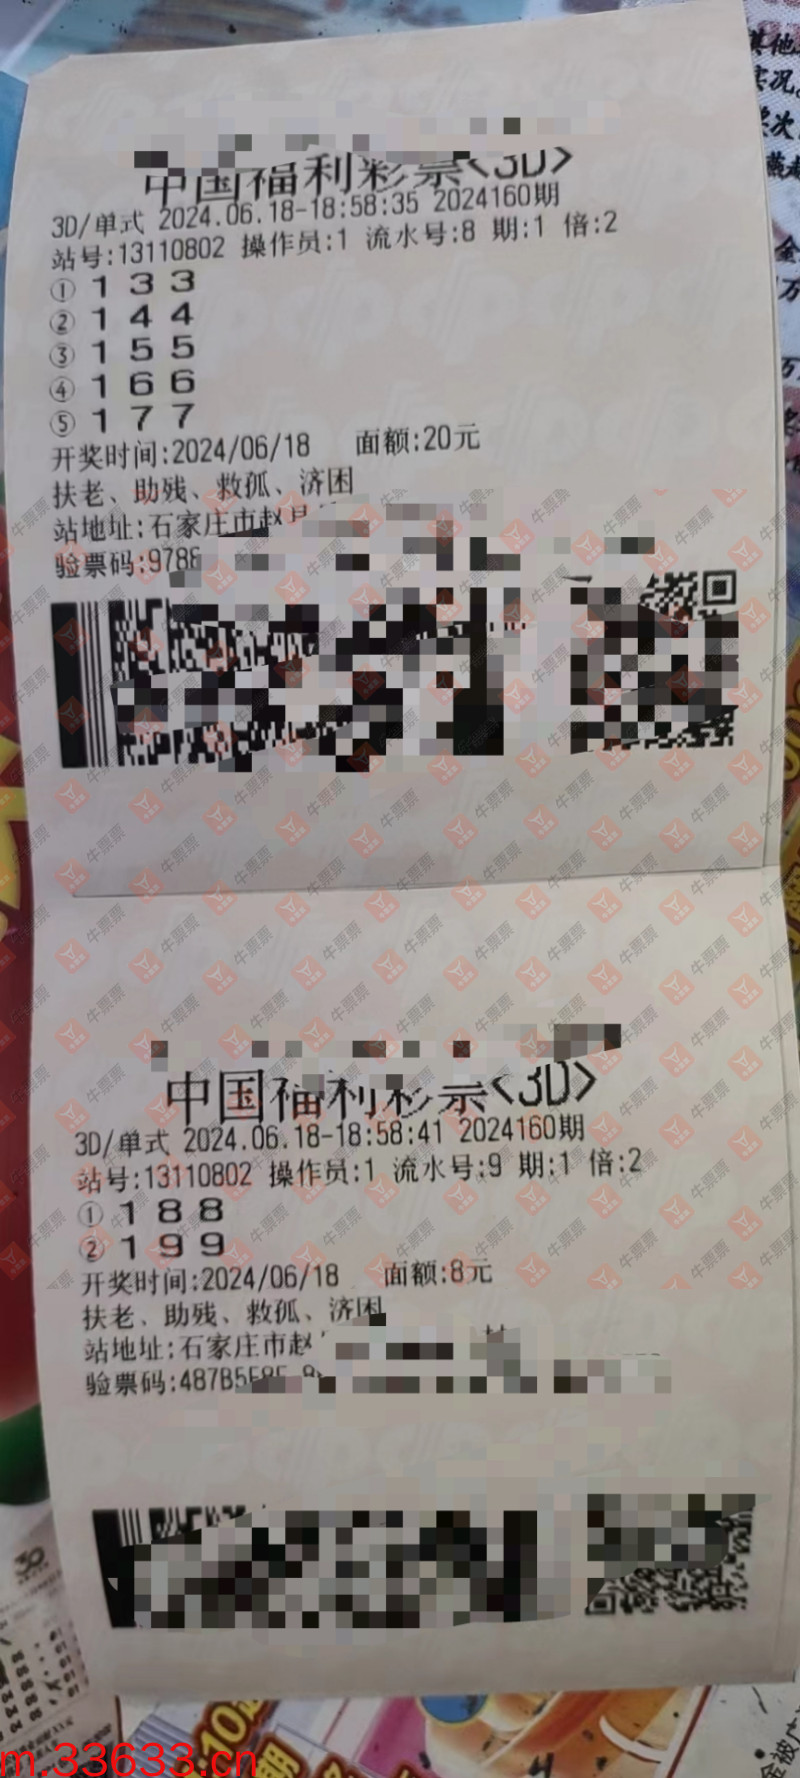 中国福利彩票<3D>
3D/单式 2024.06.18-18:58:35 2024160期
站号:13110802 操作员:1 流水号:8 期:1 倍:2
① 1 3 3
② 1 4 4
③ 1 5 5
④ 1 6 6
⑤ 1 7 7
开奖时间:2024/06/18 面额:20元
扶老、助残、救孤、济困
站地址:石家庄市赵县
验票码:9786
中国福利彩票<3D>
3D/单式 2024.06.18-18:58:41 2024160期
站号:13110802 操作员:1 流水号:9 期:1 倍:2
① 1 8 8
② 1 9 9
开奖时间:2024/06/18 面额:8元
扶老、助残、救孤、济困
站地址:石家庄市赵
验票码:487B5
牛票票
m.33633.cn